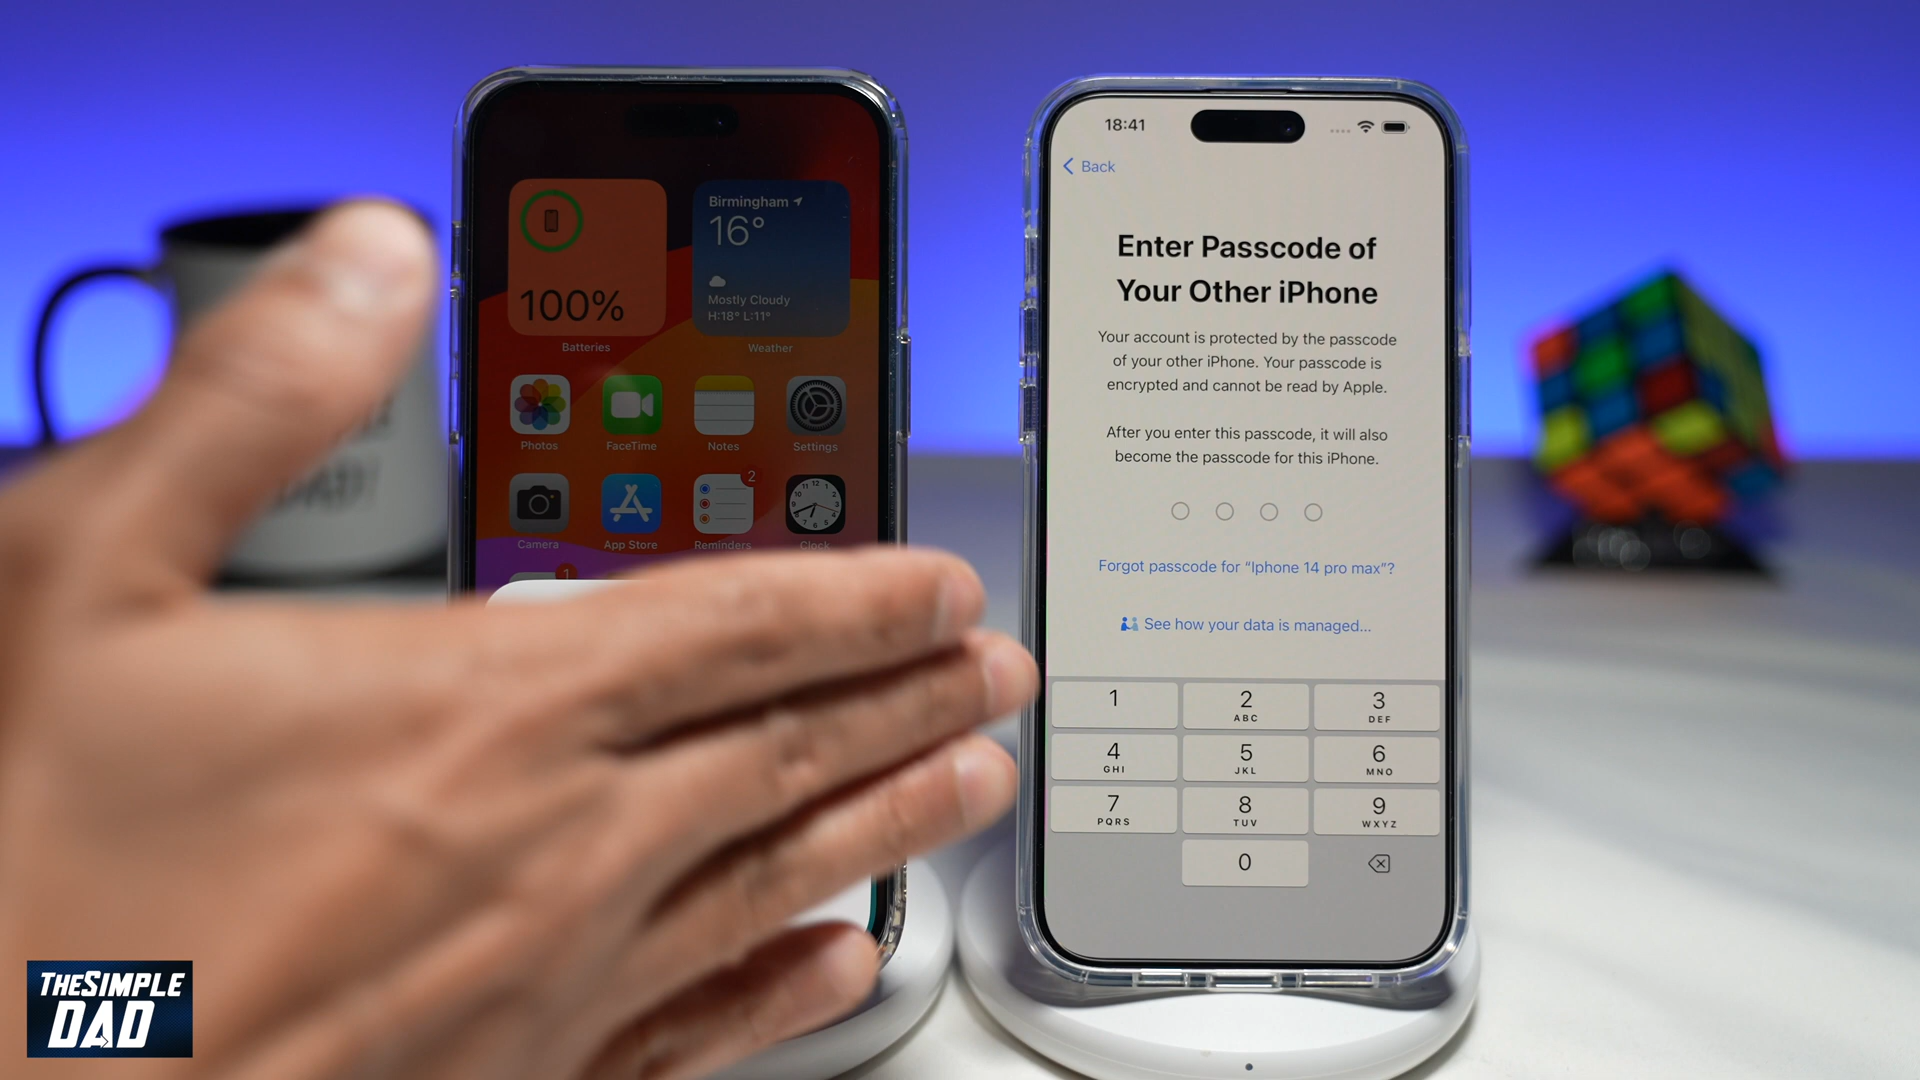 Birmingham
16°
Mostly Cloudy
H:18° L:11°
100%
Batteries
Weather
Photos
FaceTime
Notes
Settings
2
Camera
App Store
Reminders
Clock
1
18:41
Back
Enter Passcode of
Your Other iPhone
Your account is protected by the passcode
of your other iPhone. Your passcode is
encrypted and cannot be read by Apple.
After you enter this passcode, it will also
become the passcode for this iPhone.
Forgot passcode for “Iphone 14 pro max”?
See how your data is managed...
1
2
ABC
3
DEF
4
GHI
5
JKL
6
MNO
7
PQRS
8
TUV
9
WXYZ
0
THESIMPLE
DAD